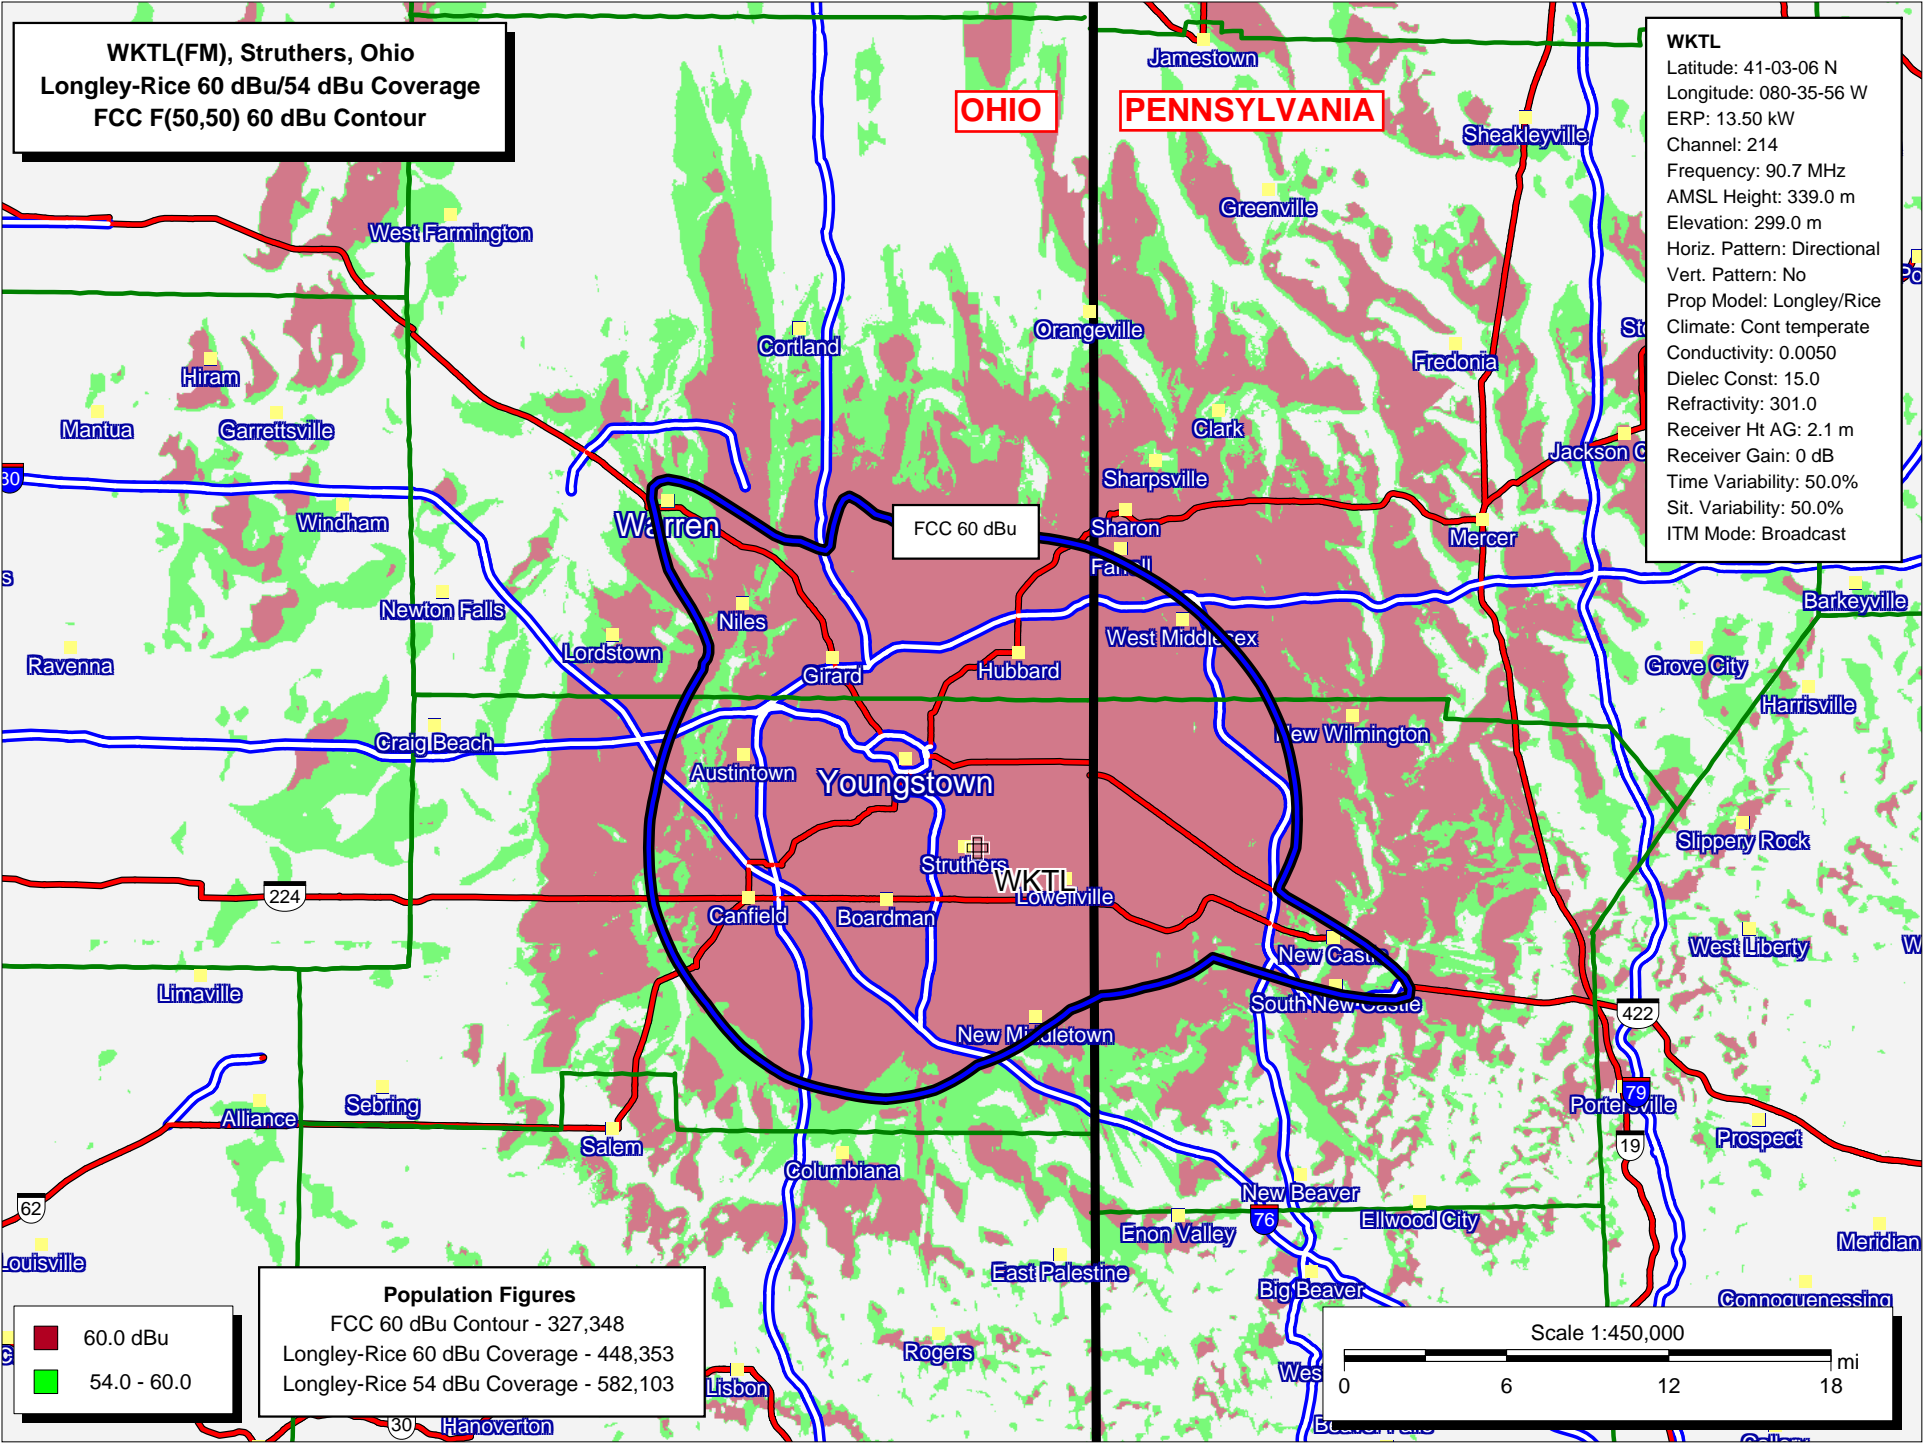 WKTL(FM), Struthers, Ohio
Longley-Rice 60 dBu/54 dBu Coverage
FCC F(50,50) 60 dBu Contour
OHIO
PENNSYLVANIA
WKTL
Latitude: 41-03-06 N
Longitude: 080-35-56 W
ERP: 13.50 kW
Channel: 214
Frequency: 90.7 MHz
AMSL Height: 339.0 m
Elevation: 299.0 m
Horiz. Pattern: Directional
Vert. Pattern: No
Prop Model: Longley/Rice
Climate: Cont temperate
Conductivity: 0.0050
Dielec Const: 15.0
Refractivity: 301.0
Receiver Ht AG: 2.1 m
Receiver Gain: 0 dB
Time Variability: 50.0%
Sit. Variability: 50.0%
ITM Mode: Broadcast
Jamestown
Sheakleyville
Greenville
West Farmington
Orangeville
Cortland
Fredonia
Hiram
Mantua
Garrettsville
Clark
Jackson C
Sharpsville
80
Windham
Warren
FCC 60 dBu
Sharon
Mercer
Farrell
Newton Falls
Niles
Barkeyville
West Middlesex
Lordstown
Ravenna
Girard
Hubbard
Grove City
Harrisville
Craig Beach
New Wilmington
Austintown
Youngstown
Slippery Rock
Struthers
WKTL
Lowellville
224
Canfield
Boardman
West Liberty
New Castle
Limaville
South New Castle
422
New Middletown
79
Portersville
Sebring
Alliance
Salem
19
Prospect
Columbiana
New Beaver
62
76
Ellwood City
Enon Valley
Meridian
Louisville
East Palestine
Big Beaver
Connoquenessing
Rogers
Lisbon
Wes
30
Hanoverton
60.0 dBu
54.0 - 60.0
Population Figures
FCC 60 dBu Contour - 327,348
Longley-Rice 60 dBu Coverage - 448,353
Longley-Rice 54 dBu Coverage - 582,103
Scale 1:450,000
mi
0 6 12 18